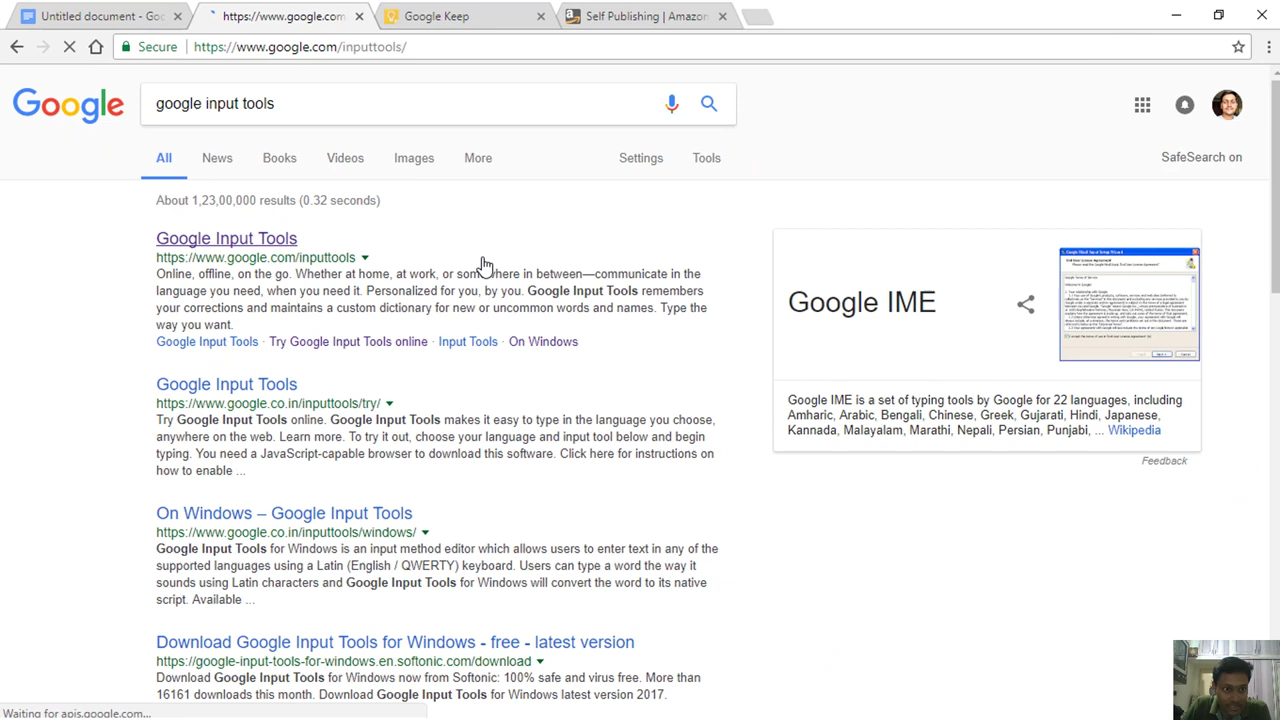 Untitled document - Goo
https://www.google.com/
Google Keep
Self Publishing | Amazon
Secure
https://www.google.com/inputtools/
Google
google input tools
All
News
Books
Videos
Images
More
Settings
Tools
SafeSearch on
About 1,23,00,000 results (0.32 seconds)
Google Input Tools
https://www.google.com/inputtools
Online, offline, on the go. Whether at home, at work, or somewhere in between—communicate in the
language you need, when you need it. Personalized for you, by you. Google Input Tools remembers
your corrections and maintains a custom dictionary for new or uncommon words and names. Type the
way you want.
Google Input Tools · Try Google Input Tools online · Input Tools · On Windows
Google Input Tools
https://www.google.co.in/inputtools/try/
Try Google Input Tools online. Google Input Tools makes it easy to type in the language you choose,
anywhere on the web. Learn more. To try it out, choose your language and input tool below and begin
typing. You need a JavaScript-capable browser to download this software. Click here for instructions on
how to enable ...
On Windows – Google Input Tools
https://www.google.co.in/inputtools/windows/
Google Input Tools for Windows is an input method editor which allows users to enter text in any of the
supported languages using a Latin (English / QWERTY) keyboard. Users can type a word the way it
sounds using Latin characters and Google Input Tools for Windows will convert the word to its native
script. Available ...
Download Google Input Tools for Windows - free - latest version
https://google-input-tools-for-windows.en.softonic.com/download
Download Google Input Tools for Windows now from Softonic: 100% safe and virus free. More than
16161 downloads this month. Download Google Input Tools for Windows latest version 2017.
Google IME
Google IME is a set of typing tools by Google for 22 languages, including
Amharic, Arabic, Bengali, Chinese, Greek, Gujarati, Hindi, Japanese,
Kannada, Malayalam, Marathi, Nepali, Persian, Punjabi, ... Wikipedia
Feedback
Waiting for apis.google.com...